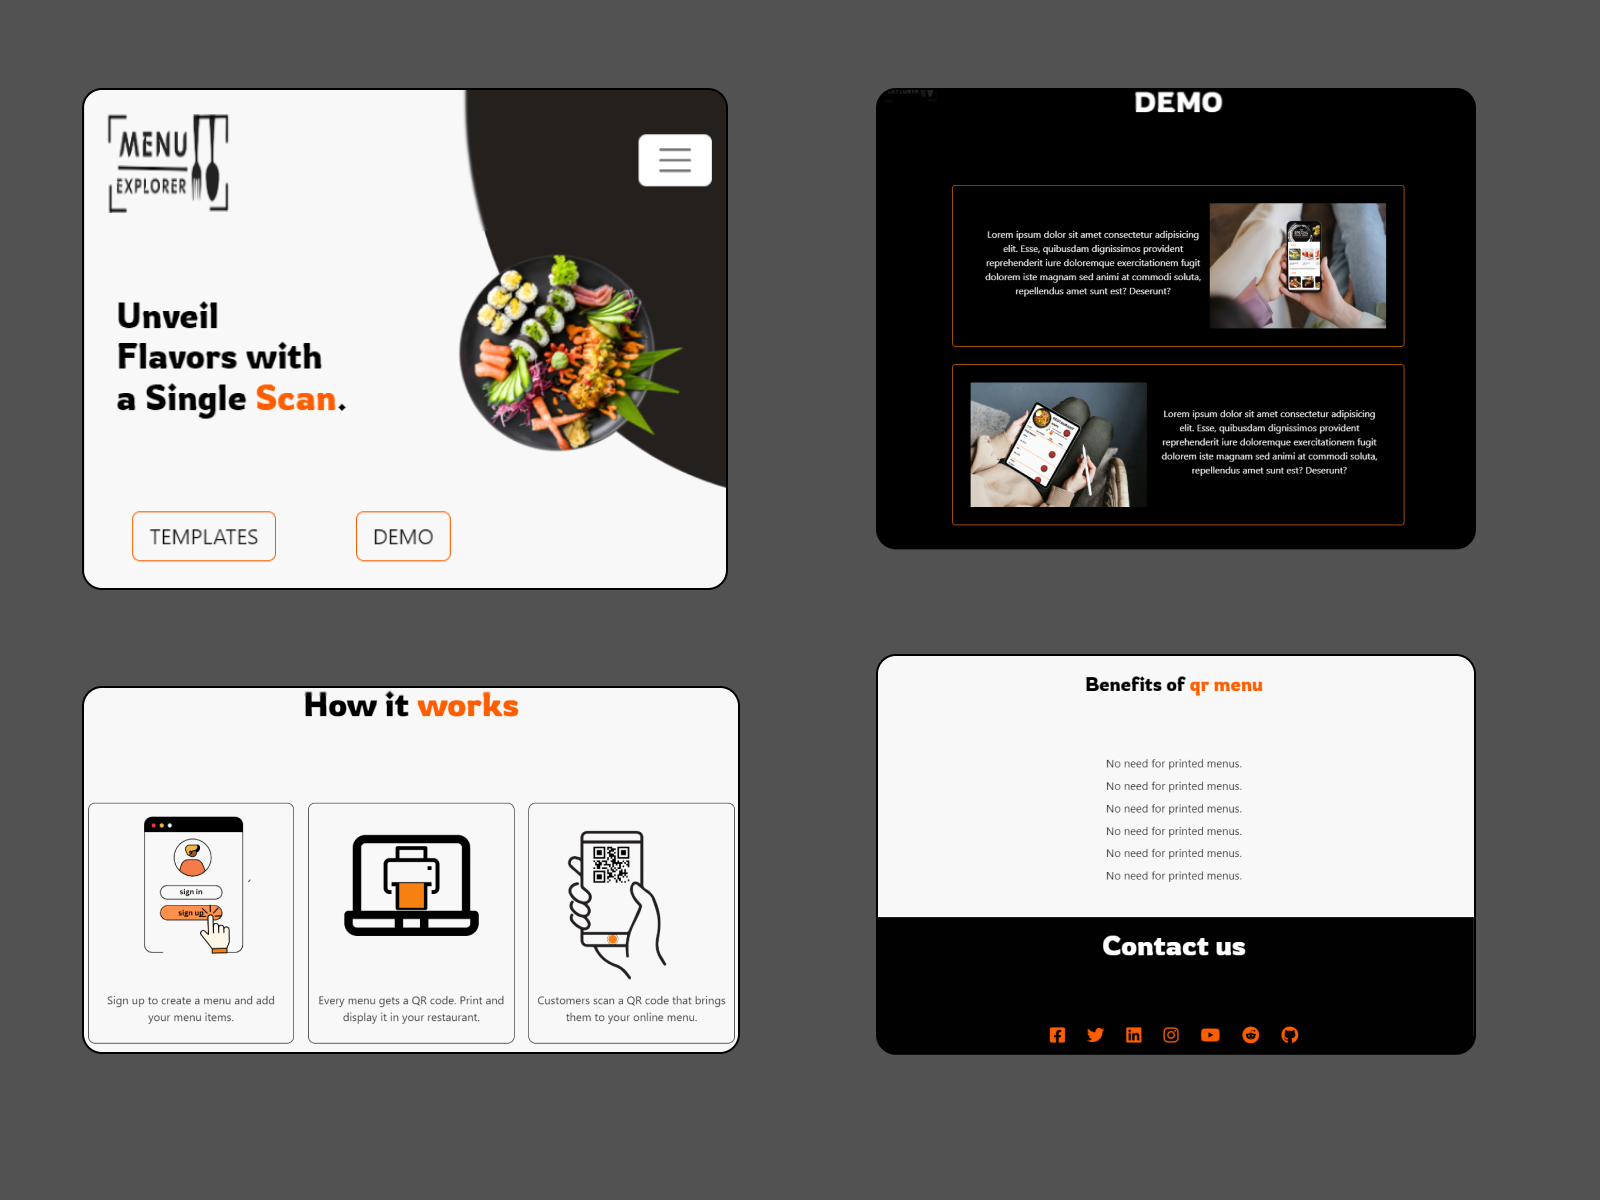 MENU
EXPLORER
Unveil
Flavors with
a Single Scan.
TEMPLATES
DEMO
DEMO
Lorem ipsum dolor sit amet consectetur adipisicing
elit. Esse, quibusdam dignissimos provident
reprehenderit iure doloremque exercitationem fugit
dolorem iste magnam sed animi at commodi soluta,
repellendus amet sunt est? Deserunt?
Lorem ipsum dolor sit amet consectetur adipisicing
elit. Esse, quibusdam dignissimos provident
reprehenderit iure doloremque exercitationem fugit
dolorem iste magnam sed animi at commodi soluta,
repellendus amet sunt est? Deserunt?
How it works
sign in
sign up
Sign up to create a menu and add
your menu items.
Every menu gets a QR code. Print and
display it in your restaurant.
Customers scan a QR code that brings
them to your online menu.
Benefits of qr menu
No need for printed menus.
No need for printed menus.
No need for printed menus.
No need for printed menus.
No need for printed menus.
No need for printed menus.
Contact us